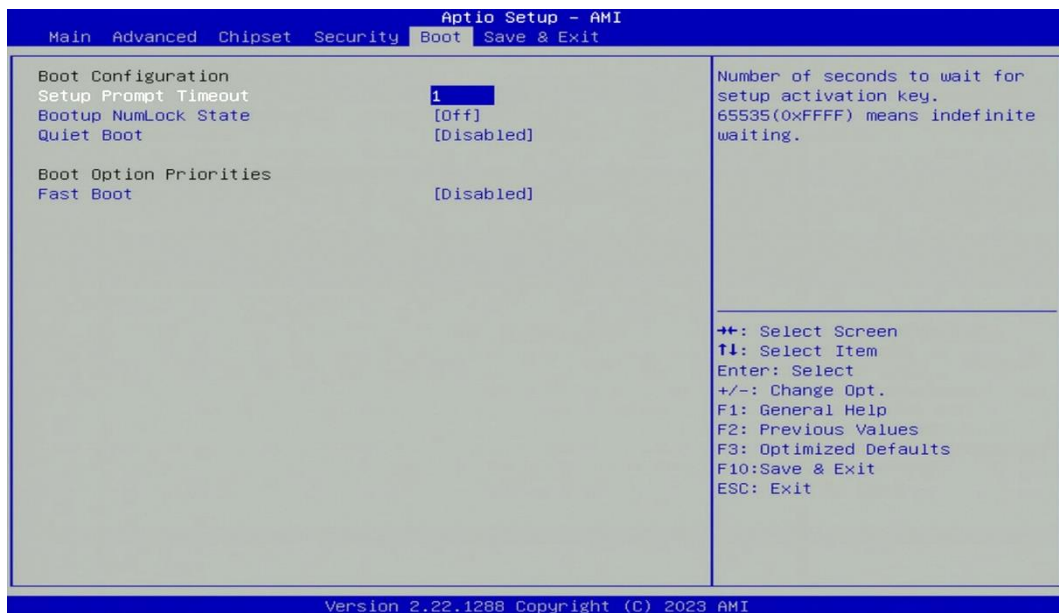 Aptio Setup – AMI
Main Advanced Chipset Security Boot Save & Exit
Boot Configuration
Setup Prompt Timeout 1
Bootup NumLock State [Off]
Quiet Boot [Disabled]
Boot Option Priorities
Fast Boot [Disabled]
Number of seconds to wait for
setup activation key.
65535(0xFFFF) means indefinite
waiting.
→←: Select Screen
↑↓: Select Item
Enter: Select
+/-: Change Opt.
F1: General Help
F2: Previous Values
F3: Optimized Defaults
F10:Save & Exit
ESC: Exit
Version 2.22.1288 Copyright (C) 2023 AMI